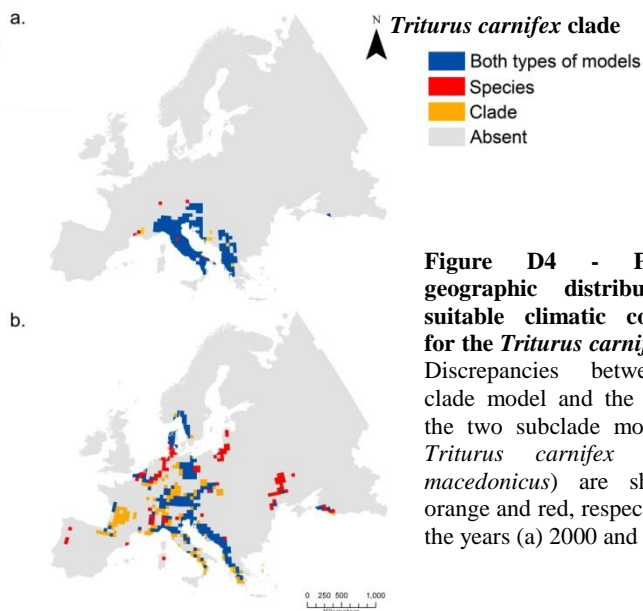 a.
N
Triturus carnifex clade
Both types of models
Species
Clade
Absent
Figure D4 - P
geographic distribu
suitable climatic co
for the Triturus carnif
Discrepancies betw
clade model and the
the two subclade mo
Triturus carnifex
macedonicus) are sh
orange and red, respec
the years (a) 2000 and
b.
0 250 500 1,000